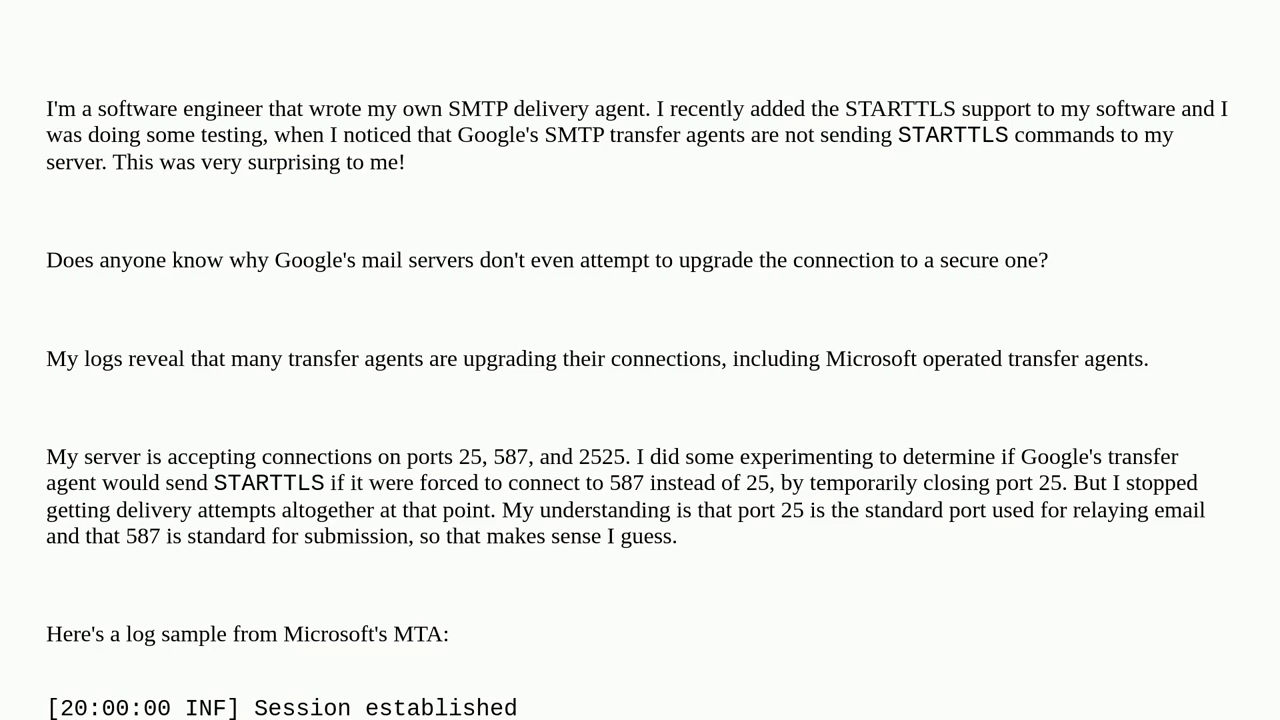 I'm a software engineer that wrote my own SMTP delivery agent. I recently added the STARTTLS support to my software and I
was doing some testing, when I noticed that Google's SMTP transfer agents are not sending STARTTLS commands to my
server. This was very surprising to me!
Does anyone know why Google's mail servers don't even attempt to upgrade the connection to a secure one?
My logs reveal that many transfer agents are upgrading their connections, including Microsoft operated transfer agents.
My server is accepting connections on ports 25, 587, and 2525. I did some experimenting to determine if Google's transfer
agent would send STARTTLS if it were forced to connect to 587 instead of 25, by temporarily closing port 25. But I stopped
getting delivery attempts altogether at that point. My understanding is that port 25 is the standard port used for relaying email
and that 587 is standard for submission, so that makes sense I guess.
Here's a log sample from Microsoft's MTA:
[20:00:00 INF] Session established